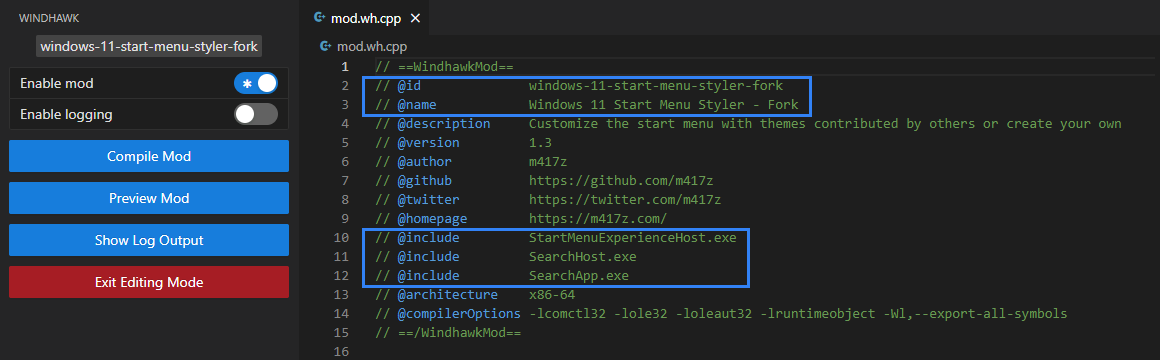 WINDHAWK
windows-11-start-menu-styler-fork
Enable mod
Enable logging
Compile Mod
Preview Mod
Show Log Output
Exit Editing Mode
mod.wh.cpp
mod.wh.cpp
1 // ==WindhawkMod==
2 // @id windows-11-start-menu-styler-fork
3 // @name Windows 11 Start Menu Styler - Fork
4 // @description Customize the start menu with themes contributed by others or create your own
5 // @version 1.3
6 // @author m417z
7 // @github https://github.com/m417z
8 // @twitter https://twitter.com/m417z
9 // @homepage https://m417z.com/
10 // @include StartMenuExperienceHost.exe
11 // @include SearchHost.exe
12 // @include SearchApp.exe
13 // @architecture x86-64
14 // @compilerOptions -lcomctl32 -lole32 -loleaut32 -lruntimeobject -Wl,--export-all-symbols
15 // ==/WindhawkMod==
16